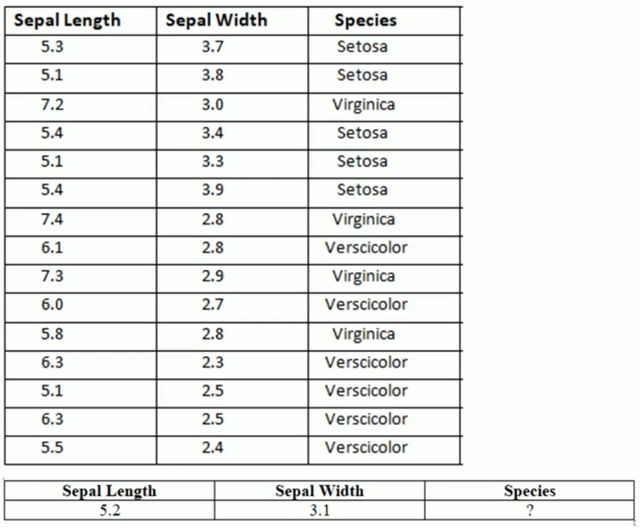 Sepal Length Sepal Width Species
5.3 3.7 Setosa
5.1 3.8 Setosa
7.2 3.0 Virginica
5.4 3.4 Setosa
5.1 3.3 Setosa
5.4 3.9 Setosa
7.4 2.8 Virginica
6.1 2.8 Verscicolor
7.3 2.9 Virginica
6.0 2.7 Verscicolor
5.8 2.8 Virginica
6.3 2.3 Verscicolor
5.1 2.5 Verscicolor
6.3 2.5 Verscicolor
5.5 2.4 Verscicolor
Sepal Length Sepal Width Species
5.2 3.1 ?